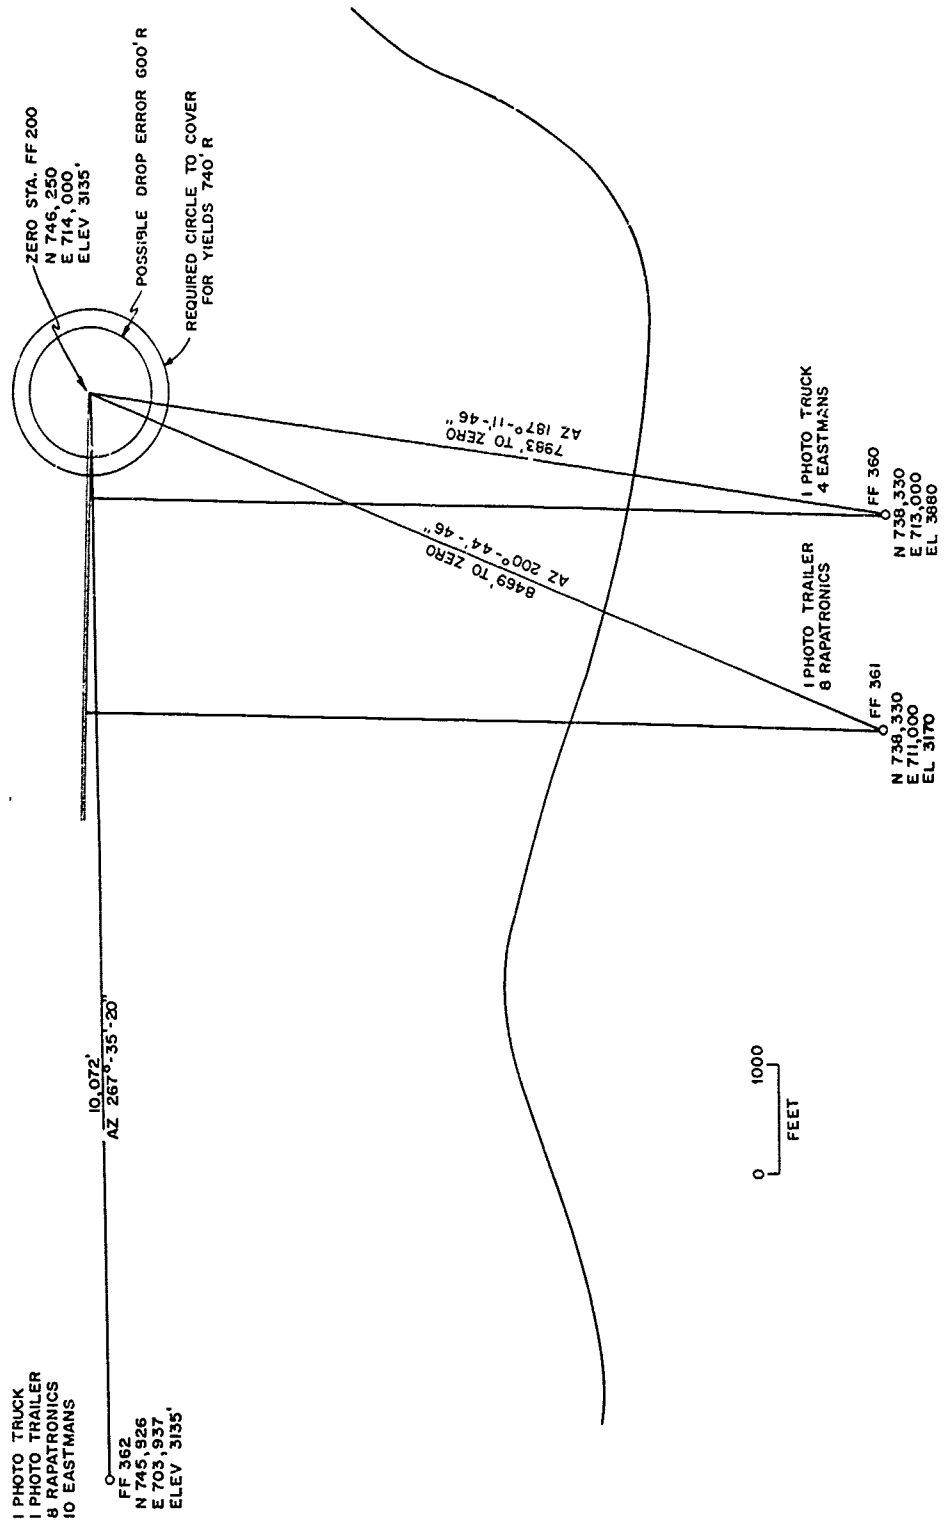 ZERO STA. FF 200
N 746, 250
E 714, 000
ELEV 3135'
POSSIBLE DROP ERROR 600'R
REQUIRED CIRCLE TO COVER
FOR YIELDS 740' R
7983' TO ZERO
AZ 187°-11'-46"
8469' TO ZERO
AZ 200°-44'-46"
1 PHOTO TRUCK
4 EASTMANS
FF 360
N 738,330
E 713,000
EL 3880
1 PHOTO TRAILER
8 RAPATRONICS
FF 361
N 738,330
E 711,000
EL 3170
10,072'
AZ 267°-35'-20"
0 1000
FEET
1 PHOTO TRUCK
1 PHOTO TRAILER
8 RAPATRONICS
10 EASTMANS
FF 362
N 745,826
E 703,937
ELEV 3135'